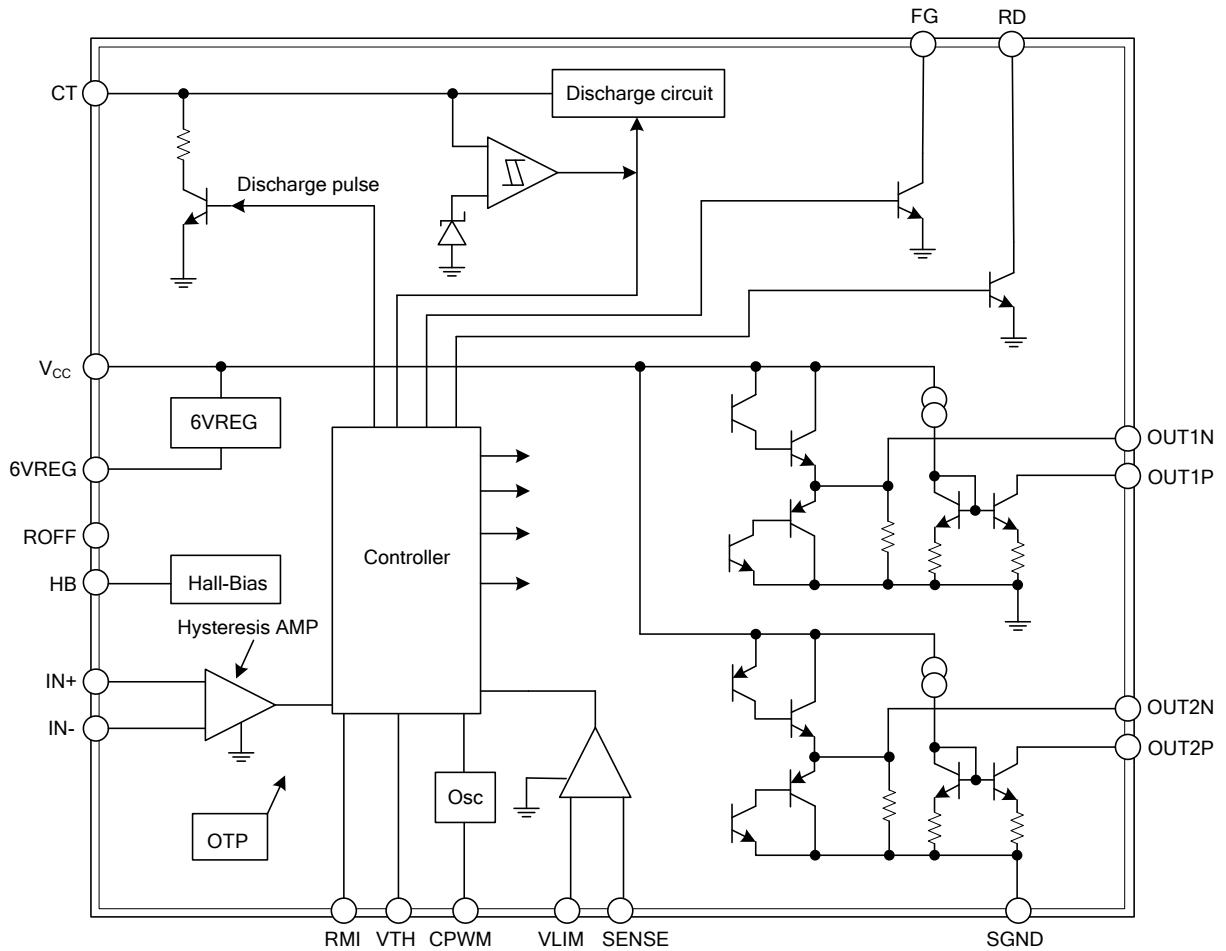 FG
RD
CT
Discharge circuit
Discharge pulse
VCC
6VREG
6VREG
OUT1N
OUT1P
ROFF
Controller
HB
Hall-Bias
Hysteresis AMP
IN+
IN-
OUT2N
OUT2P
Osc
OTP
RMI
VTH
CPWM
VLIM
SENSE
SGND